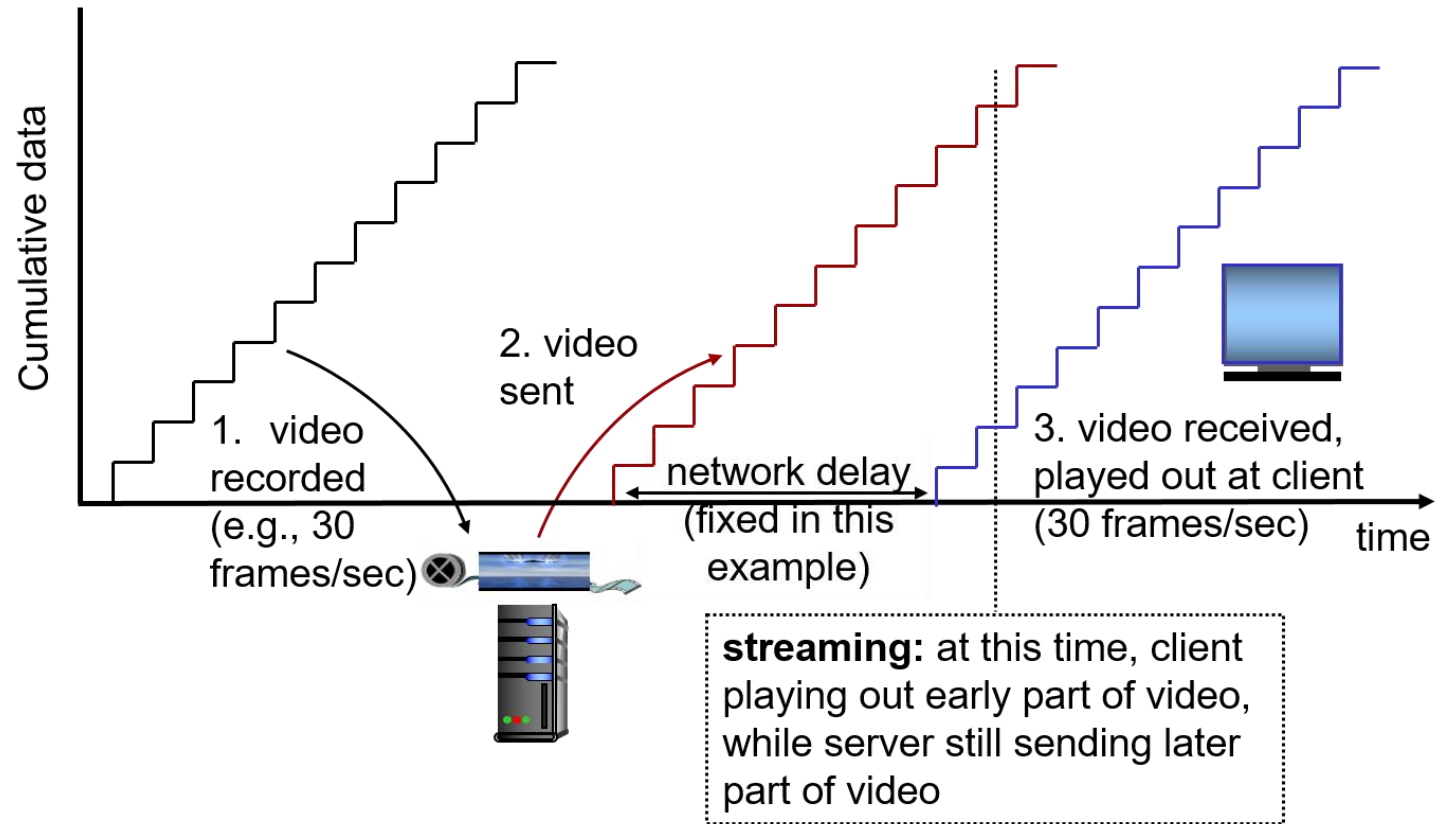 Cumulative data
1. video
recorded
(e.g., 30
frames/sec)
2. video
sent
network delay
(fixed in this
example)
3. video received,
played out at client
(30 frames/sec)
time
streaming: at this time, client
playing out early part of video,
while server still sending later
part of video